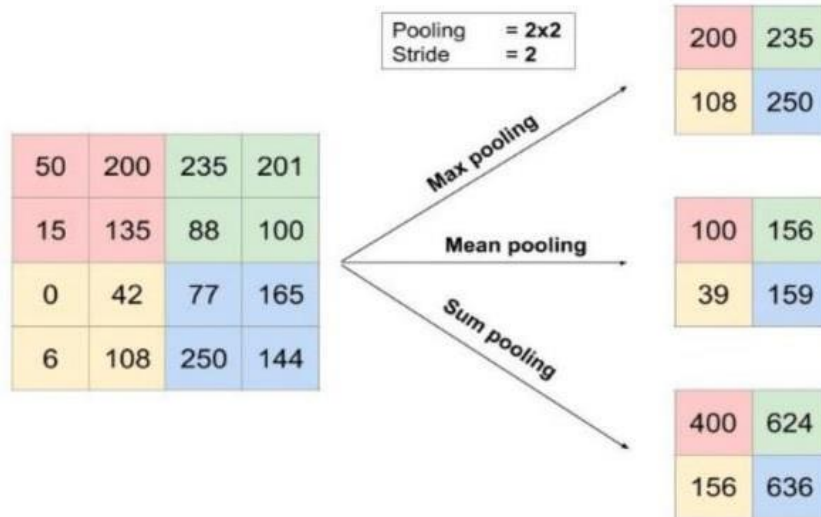 Pooling = 2x2
Stride = 2
200 235
108 250
50 200 235 201
15 135 88 100
0 42 77 165
6 108 250 144
Max pooling
Mean pooling
Sum pooling
100 156
39 159
400 624
156 636